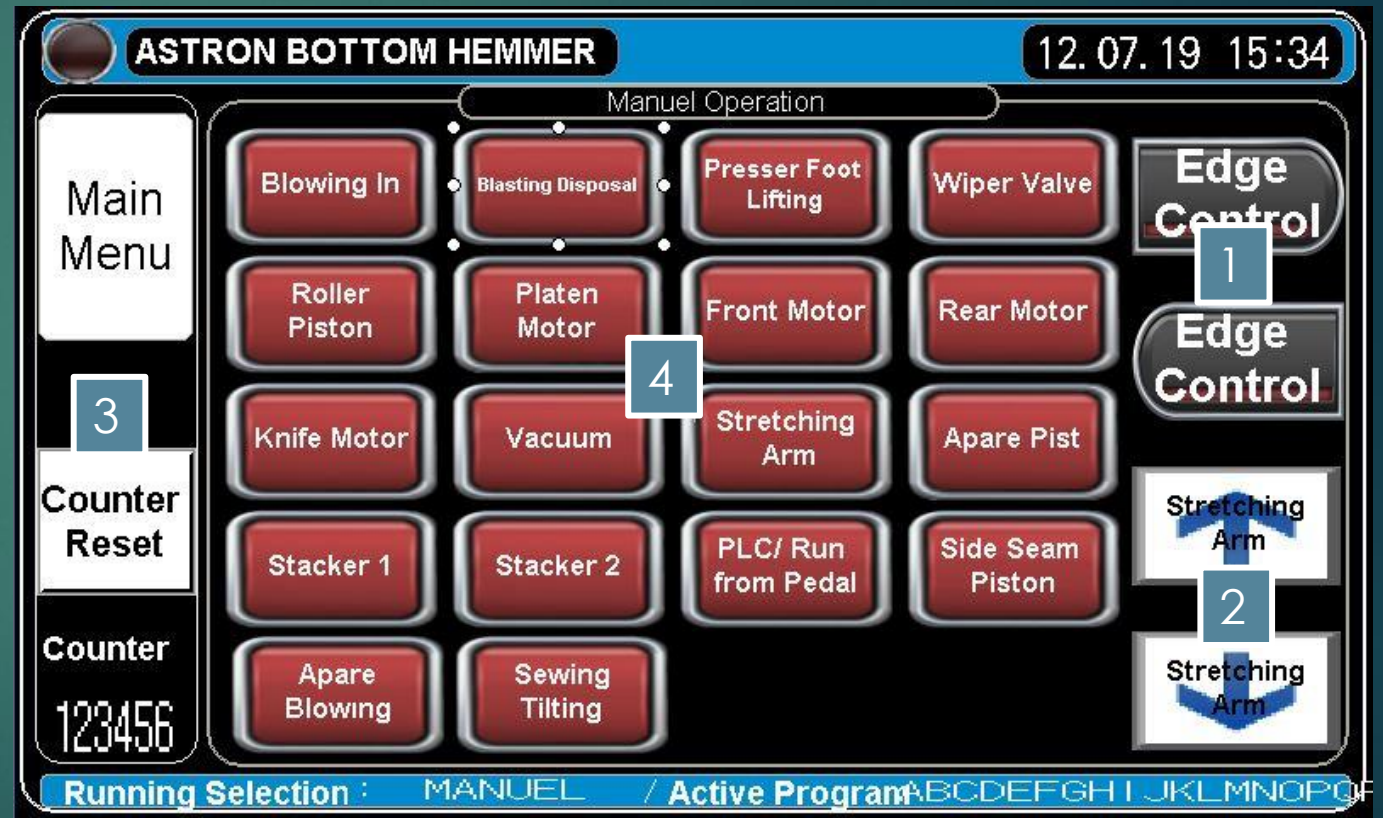 ASTRON BOTTOM HEMMER
12. 07. 19 15:34
Manuel Operation
Main
Menu
3
Counter
Reset
Counter
123456
Blowing In
Blasting Disposal
Presser Foot
Lifting
Wiper Valve
Roller
Piston
Platen
Motor
Front Motor
Rear Motor
4
Knife Motor
Vacuum
Stretching
Arm
Apare Pist
Stacker 1
Stacker 2
PLC/ Run
from Pedal
Side Seam
Piston
Apare
Blowıng
Sewing
Tilting
Edge
Control
1
Edge
Control
Stretching
Arm
2
Stretching
Arm
Running Selection : MANUEL / Active Program ABCDEFGHIJKLMNOPQR